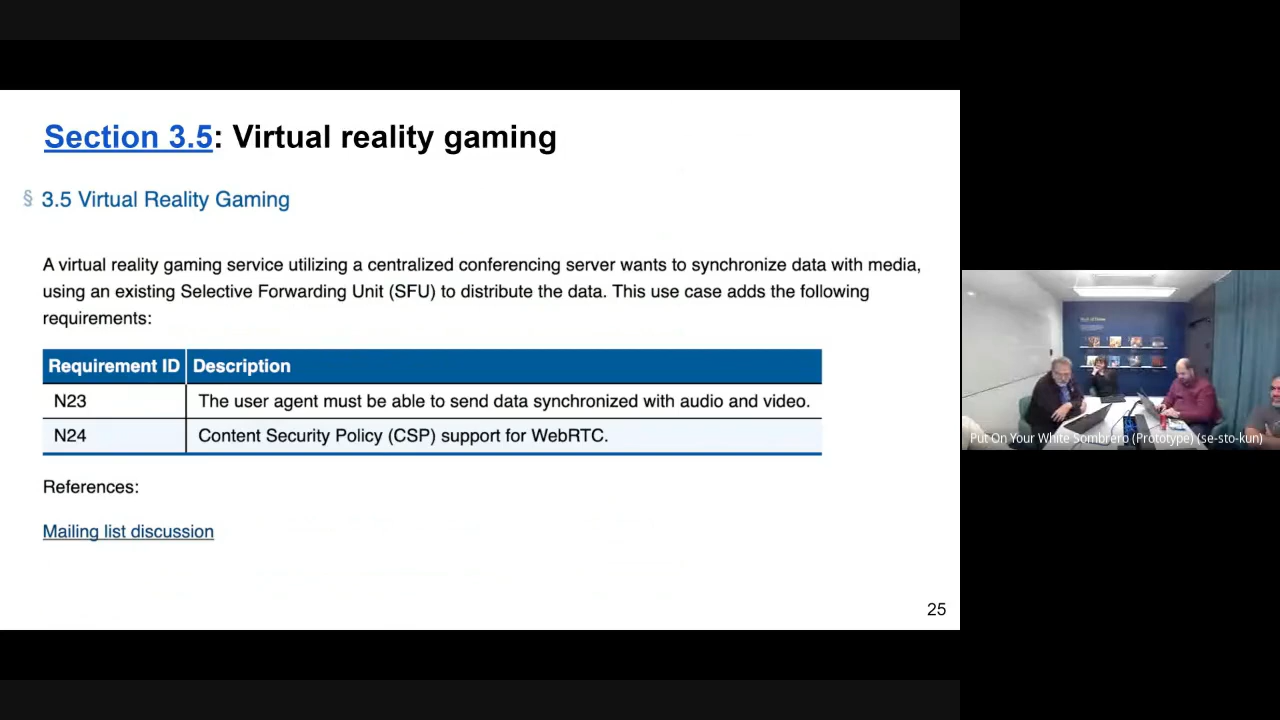 Section 3.5: Virtual reality gaming
§ 3.5 Virtual Reality Gaming
A virtual reality gaming service utilizing a centralized conferencing server wants to synchronize data with media,
using an existing Selective Forwarding Unit (SFU) to distribute the data. This use case adds the following
requirements:
Requirement ID Description
N23 The user agent must be able to send data synchronized with audio and video.
N24 Content Security Policy (CSP) support for WebRTC.
References:
Mailing list discussion
25
Put On Your White Sombrero (Prototype) (se-sto-kun)